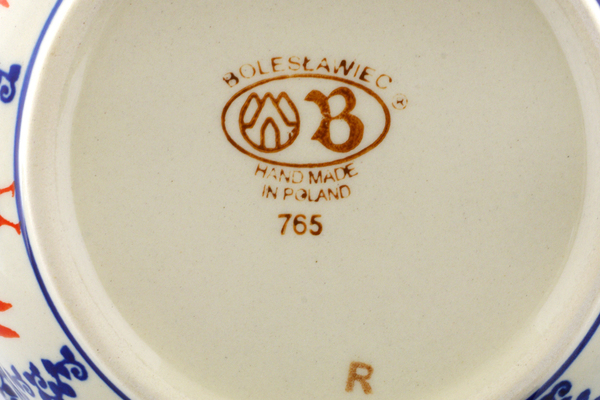 BOLESŁAWIEC ®
B
HAND MADE
IN POLAND
765
R